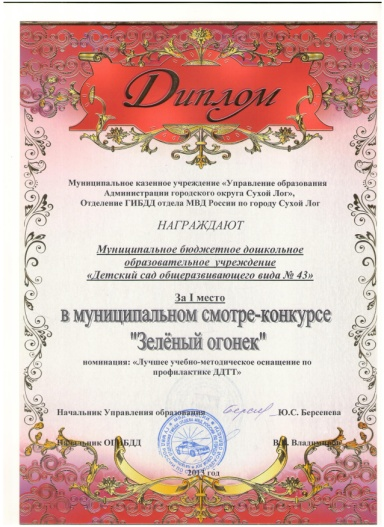 Диплом
Муниципальное казенное учреждение «Управление образования
Администрации городского округа Сухой Лог»,
Отделение ГИБДД отдела МВД России по городу Сухой Лог
НАГРАЖДАЮТ
Муниципальное бюджетное дошкольное
образовательное учреждение
«Детский сад общеразвивающего вида № 43»
За I место
в муниципальном смотре-конкурсе
"Зелёный огонек"
номинация: «Лучшее учебно-методическое оснащение по
профилактике ДДТТ»
Начальник Управления образования Ю.С. Берсенева
Начальник ОГИБДД
2013 год